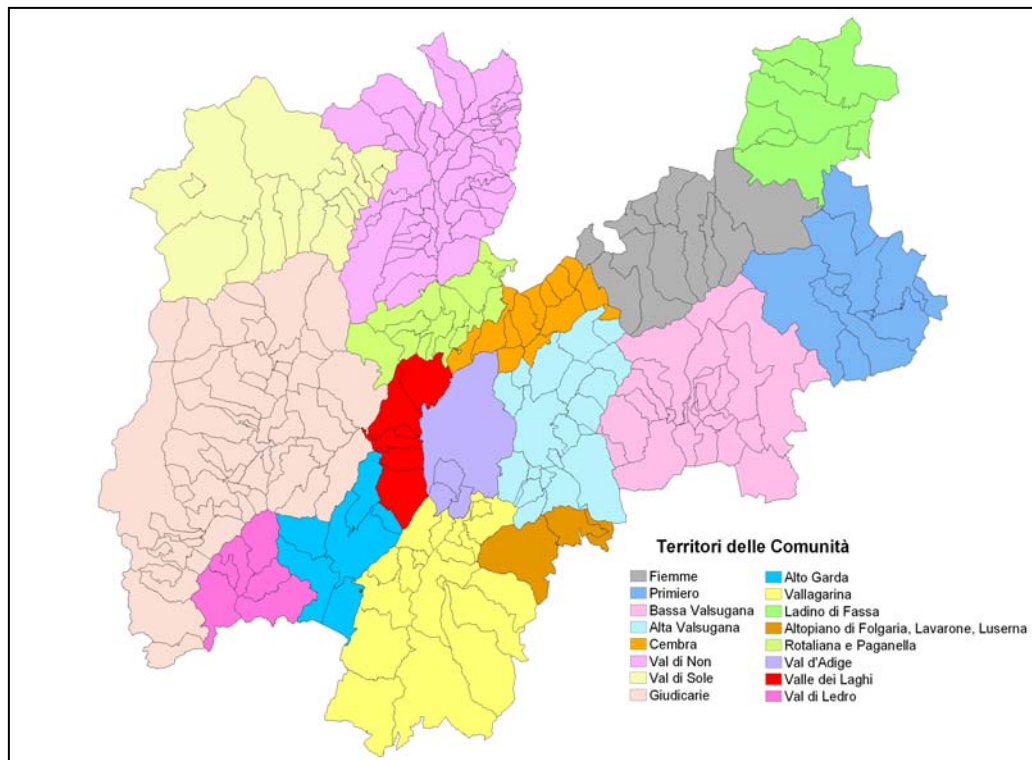 Territori delle Comunità
Fiemme
Primiero
Bassa Valsugana
Alta Valsugana
Cembra
Val di Non
Val di Sole
Giudicarie
Alto Garda
Vallagarina
Ladino di Fassa
Altopiano di Folgaria, Lavarone, Luserna
Rotaliana e Paganella
Val d'Adige
Valle dei Laghi
Val di Ledro